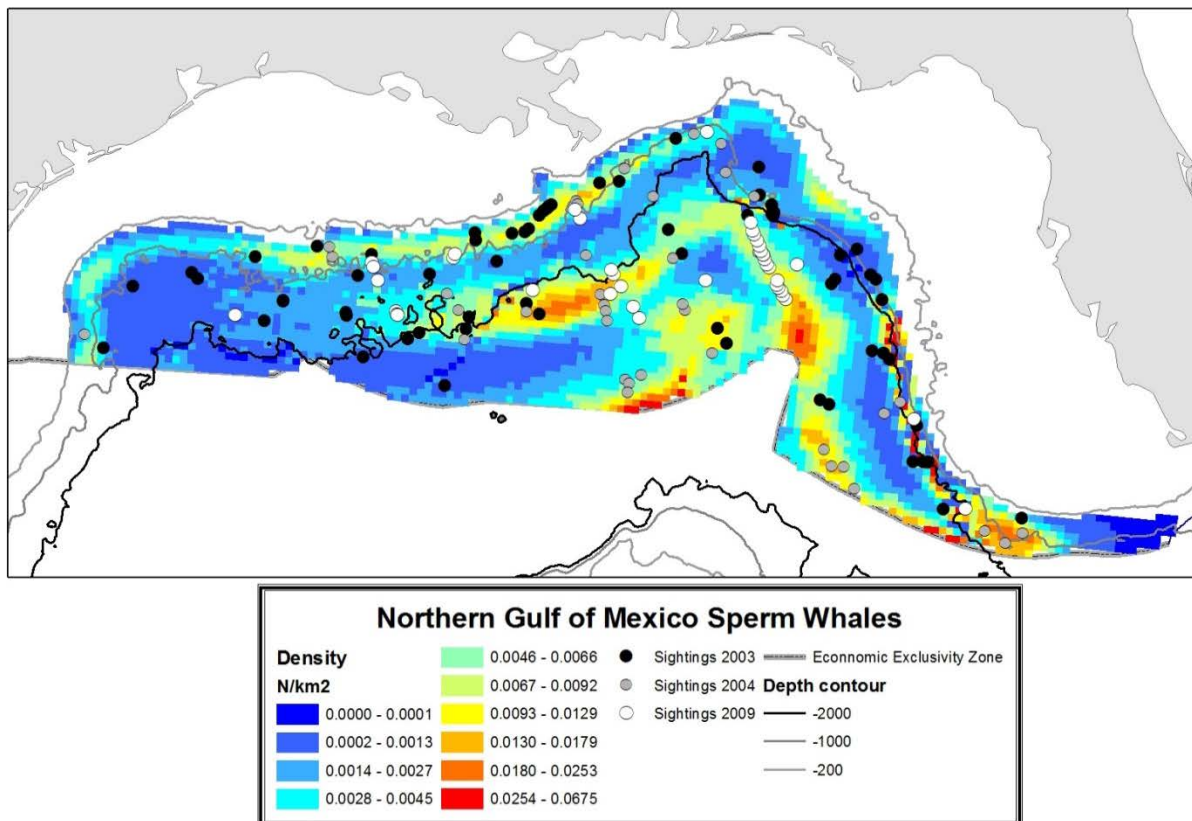 Northern Gulf of Mexico Sperm Whales
Density
N/km2
0.0000 - 0.0001
0.0002 - 0.0013
0.0014 - 0.0027
0.0028 - 0.0045
0.0046 - 0.0066
0.0067 - 0.0092
0.0093 - 0.0129
0.0130 - 0.0179
0.0180 - 0.0253
0.0254 - 0.0675
Sightings 2003
Sightings 2004
Sightings 2009
Econnomic Exclusivity Zone
Depth contour
-2000
-1000
-200